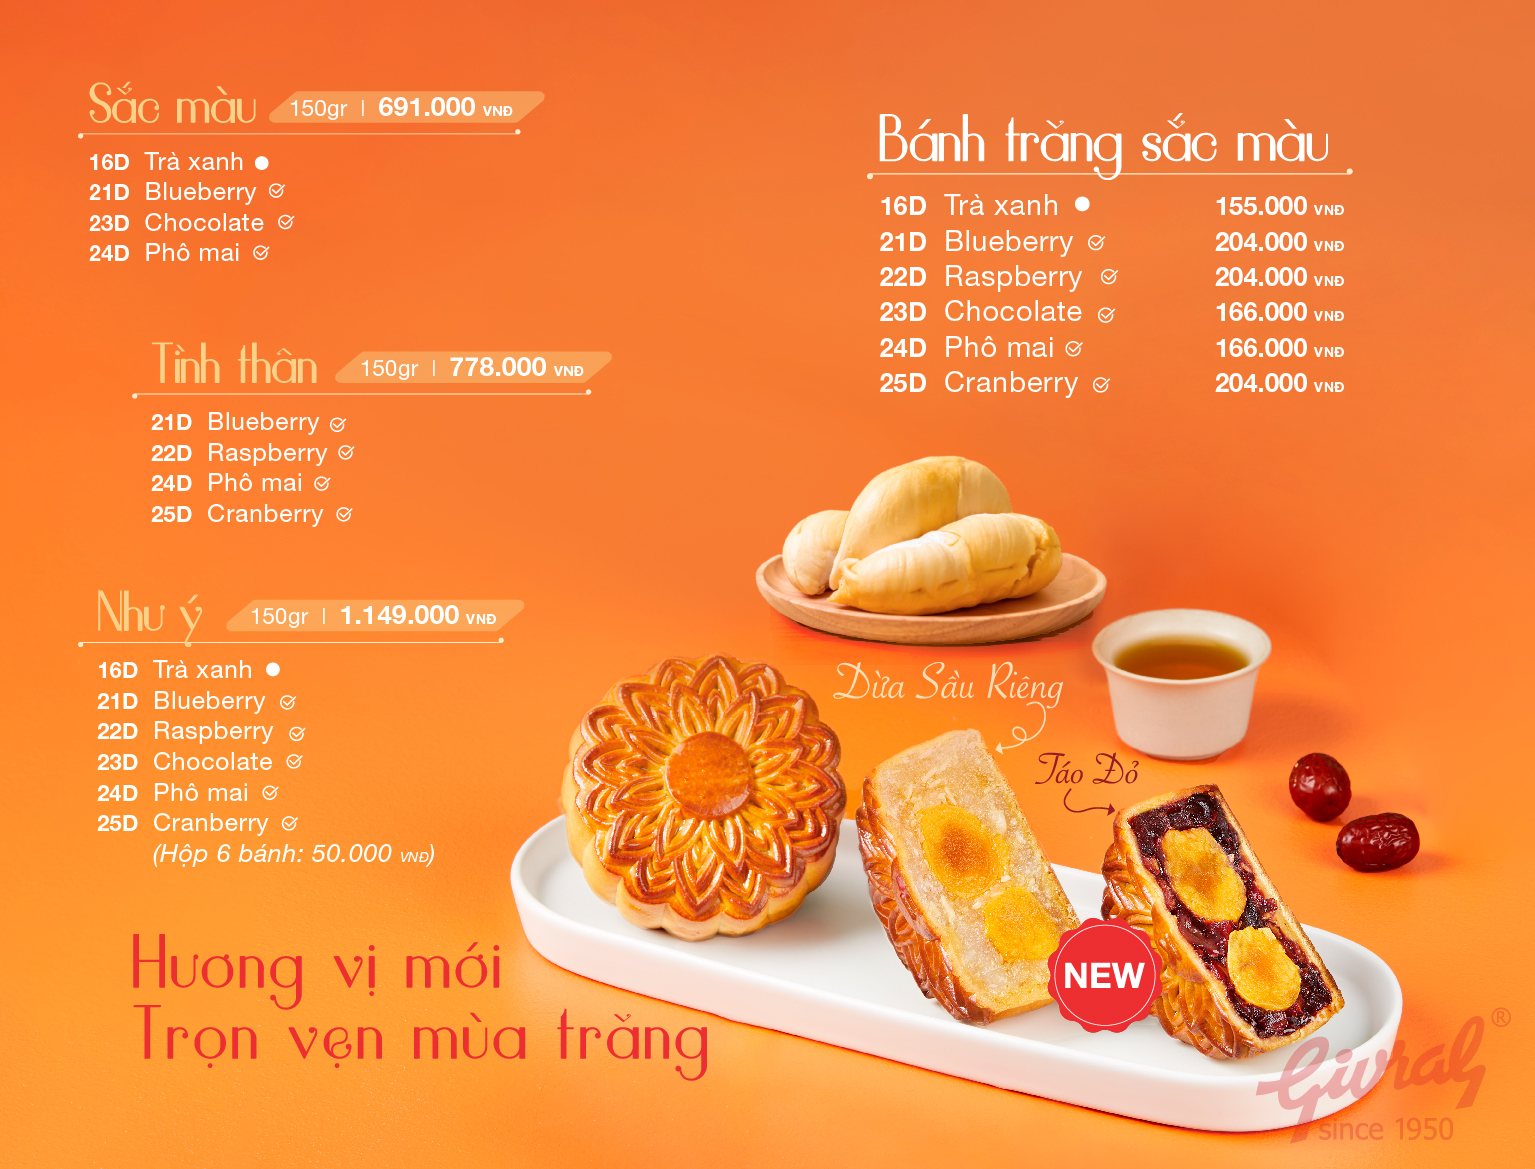 Sắc màu 150gr | 691.000 VNĐ
16D Trà xanh
21D Blueberry
23D Chocolate
24D Phô mai
Tình thân 150gr | 778.000 VNĐ
21D Blueberry
22D Raspberry
24D Phô mai
25D Cranberry
Như ý 150gr | 1.149.000 VNĐ
16D Trà xanh
21D Blueberry
22D Raspberry
23D Chocolate
24D Phô mai
25D Cranberry
(Hộp 6 bánh: 50.000 VNĐ)
Bánh trăng sắc màu
16D Trà xanh 155.000 VNĐ
21D Blueberry 204.000 VNĐ
22D Raspberry 204.000 VNĐ
23D Chocolate 166.000 VNĐ
24D Phô mai 166.000 VNĐ
25D Cranberry 204.000 VNĐ
Dừa Sầu Riêng
Táo Đỏ
NEW
Hương vị mới
Trọn vẹn mùa trăng
Givral ®
since 1950